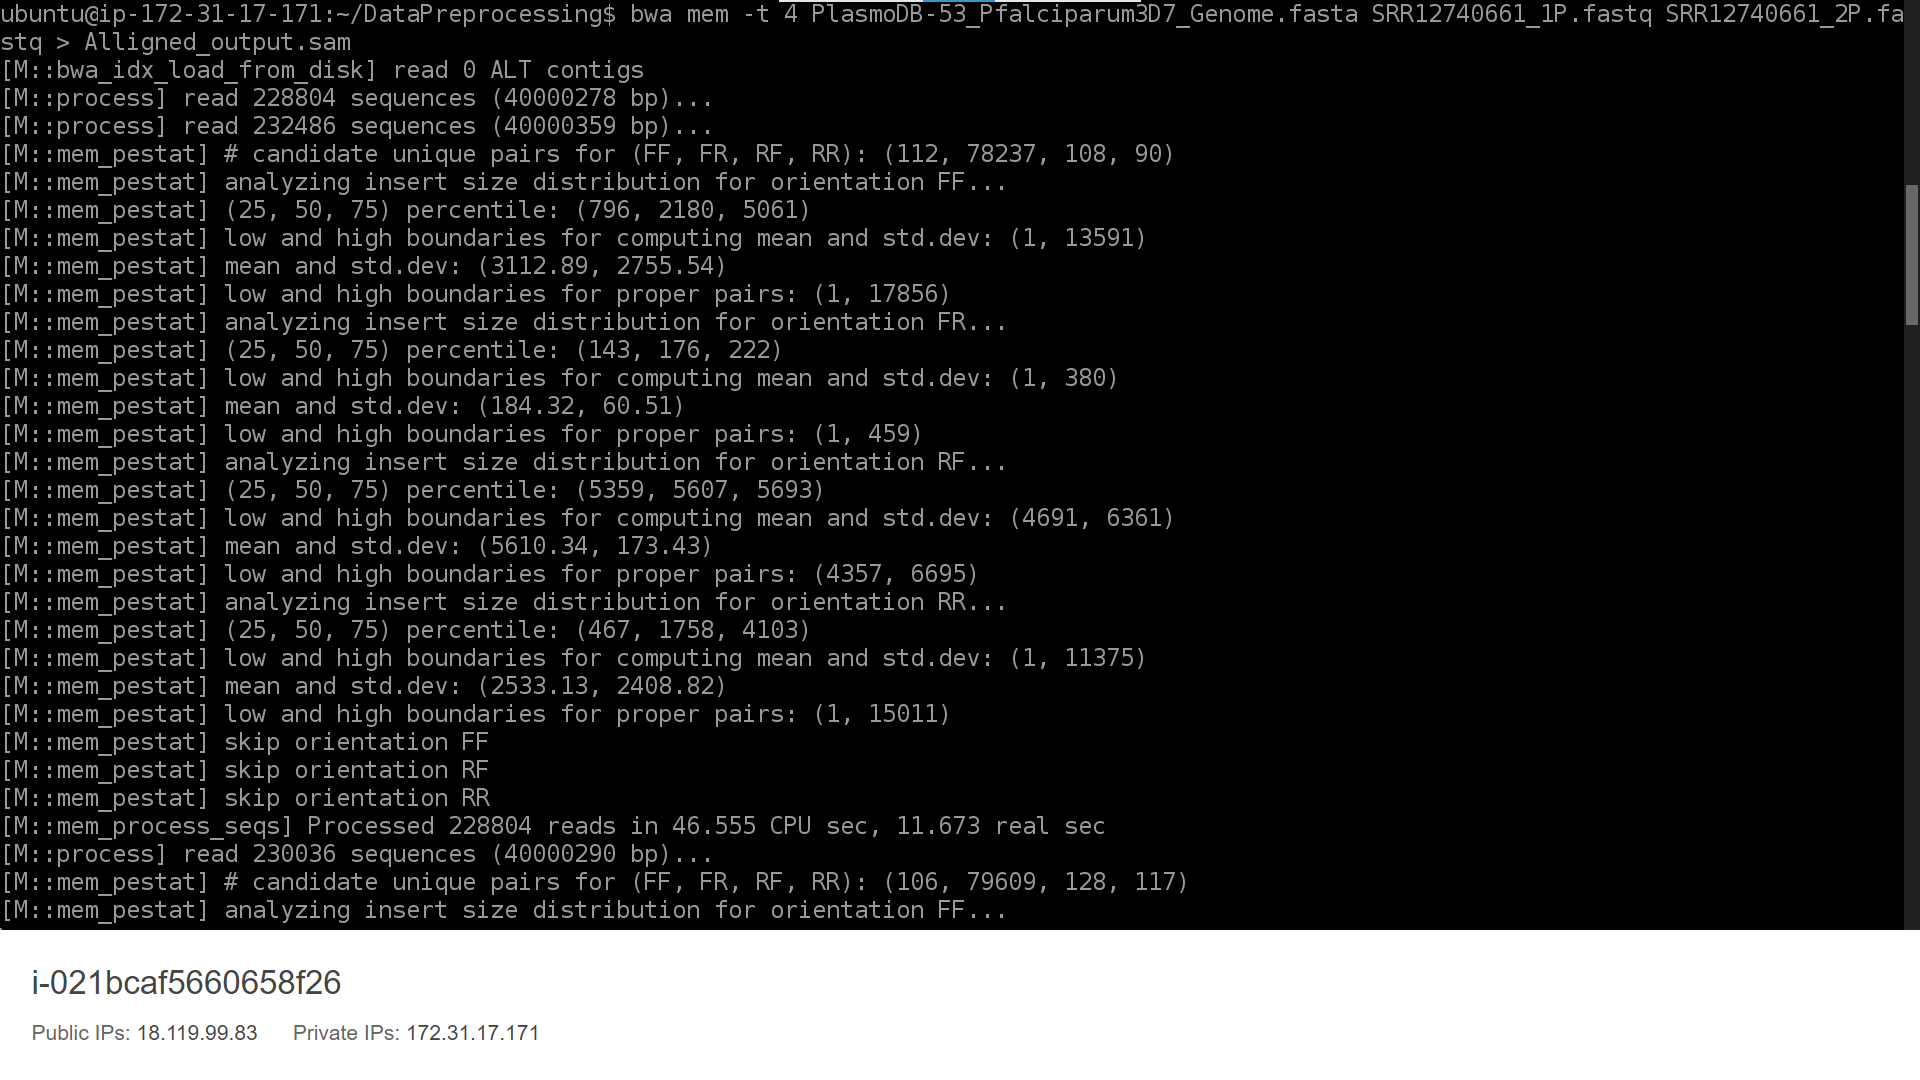 ubuntu@ip-172-31-17-171:~/DataPreprocessing$ bwa mem -t 4 PlasmoDB-53_Pfalciparum3D7_Genome.fasta SRR12740661_1P.fastq SRR12740661_2P.fa
stq > Alligned_output.sam
[M::bwa_idx_load_from_disk] read 0 ALT contigs
[M::process] read 228804 sequences (40000278 bp)...
[M::process] read 232486 sequences (40000359 bp)...
[M::mem_pestat] # candidate unique pairs for (FF, FR, RF, RR): (112, 78237, 108, 90)
[M::mem_pestat] analyzing insert size distribution for orientation FF...
[M::mem_pestat] (25, 50, 75) percentile: (796, 2180, 5061)
[M::mem_pestat] low and high boundaries for computing mean and std.dev: (1, 13591)
[M::mem_pestat] mean and std.dev: (3112.89, 2755.54)
[M::mem_pestat] low and high boundaries for proper pairs: (1, 17856)
[M::mem_pestat] analyzing insert size distribution for orientation FR...
[M::mem_pestat] (25, 50, 75) percentile: (143, 176, 222)
[M::mem_pestat] low and high boundaries for computing mean and std.dev: (1, 380)
[M::mem_pestat] mean and std.dev: (184.32, 60.51)
[M::mem_pestat] low and high boundaries for proper pairs: (1, 459)
[M::mem_pestat] analyzing insert size distribution for orientation RF...
[M::mem_pestat] (25, 50, 75) percentile: (5359, 5607, 5693)
[M::mem_pestat] low and high boundaries for computing mean and std.dev: (4691, 6361)
[M::mem_pestat] mean and std.dev: (5610.34, 173.43)
[M::mem_pestat] low and high boundaries for proper pairs: (4357, 6695)
[M::mem_pestat] analyzing insert size distribution for orientation RR...
[M::mem_pestat] (25, 50, 75) percentile: (467, 1758, 4103)
[M::mem_pestat] low and high boundaries for computing mean and std.dev: (1, 11375)
[M::mem_pestat] mean and std.dev: (2533.13, 2408.82)
[M::mem_pestat] low and high boundaries for proper pairs: (1, 15011)
[M::mem_pestat] skip orientation FF
[M::mem_pestat] skip orientation RF
[M::mem_pestat] skip orientation RR
[M::mem_process_seqs] Processed 228804 reads in 46.555 CPU sec, 11.673 real sec
[M::process] read 230036 sequences (40000290 bp)...
[M::mem_pestat] # candidate unique pairs for (FF, FR, RF, RR): (106, 79609, 128, 117)
[M::mem_pestat] analyzing insert size distribution for orientation FF...
i-021bcaf5660658f26
Public IPs: 18.119.99.83 Private IPs: 172.31.17.171